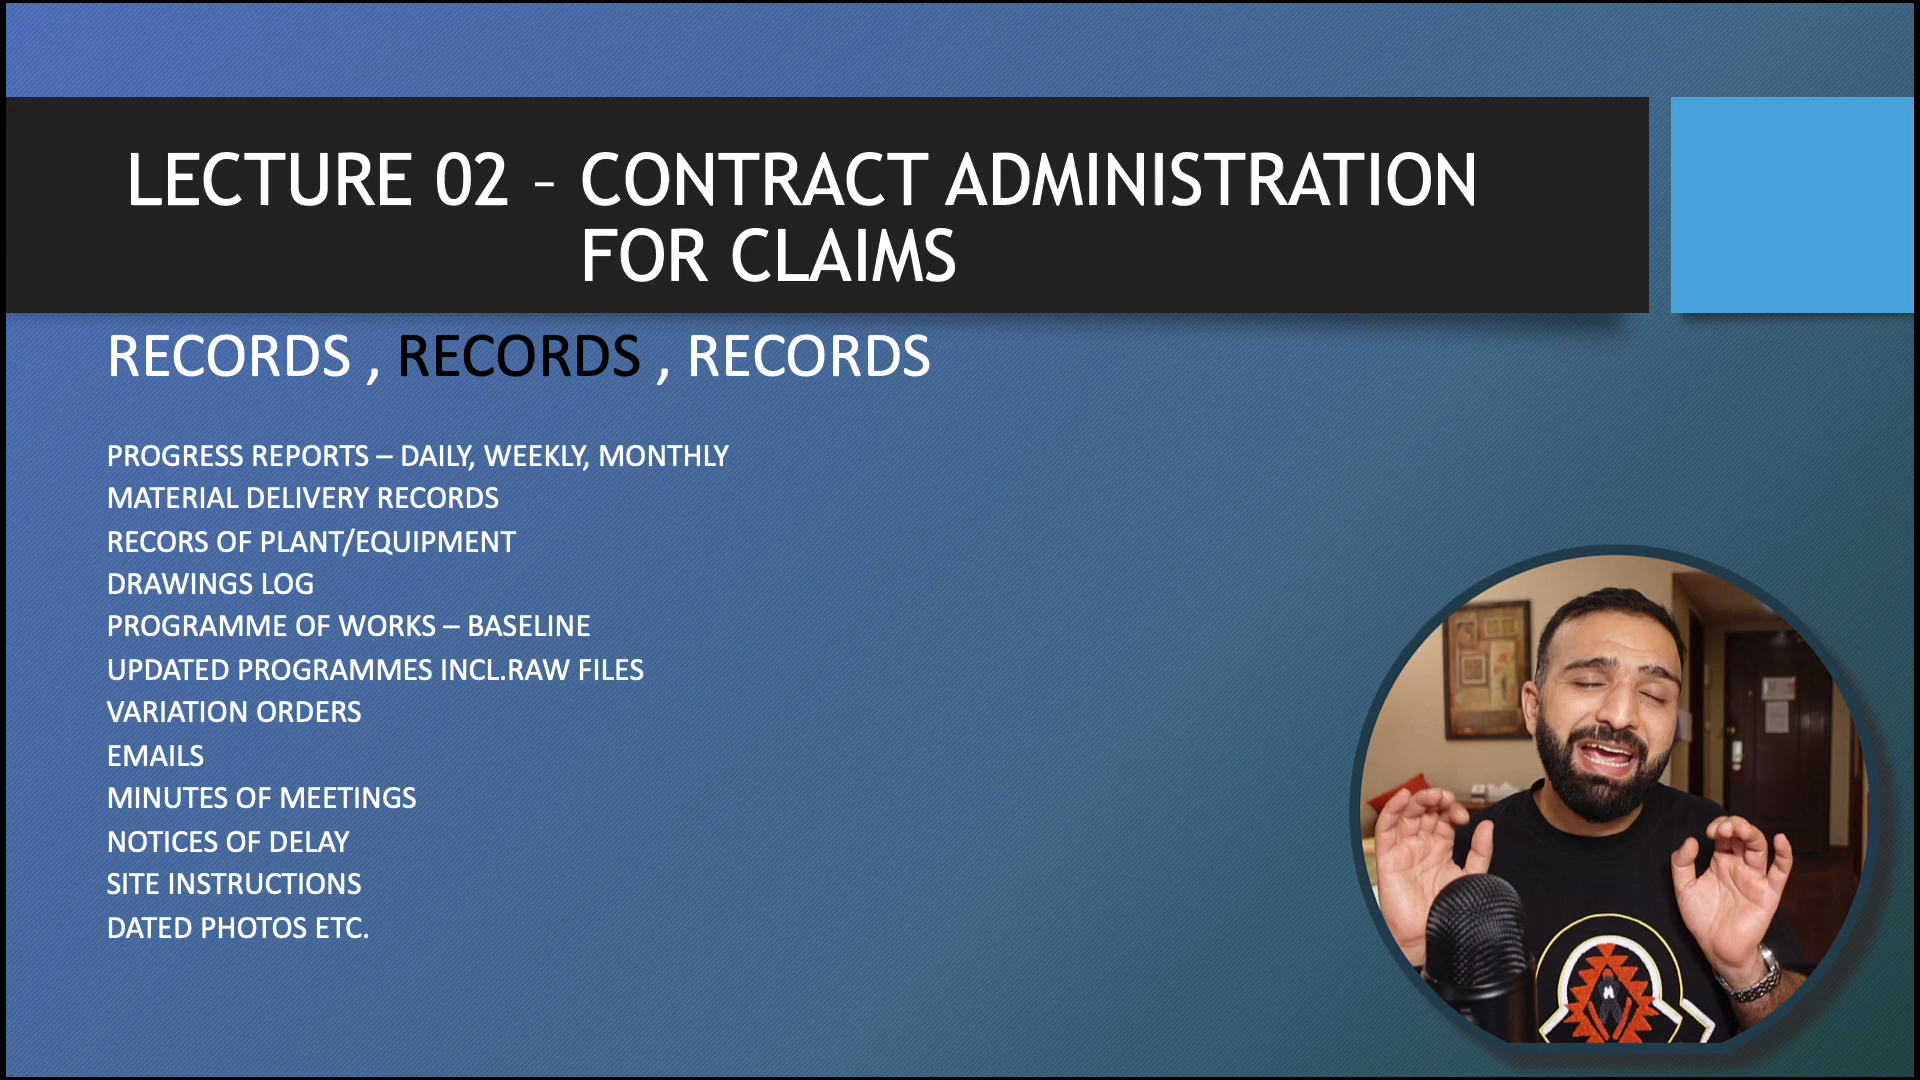 LECTURE 02 – CONTRACT ADMINISTRATION
FOR CLAIMS
RECORDS , RECORDS , RECORDS
PROGRESS REPORTS – DAILY, WEEKLY, MONTHLY
MATERIAL DELIVERY RECORDS
RECORS OF PLANT/EQUIPMENT
DRAWINGS LOG
PROGRAMME OF WORKS – BASELINE
UPDATED PROGRAMMES INCL.RAW FILES
VARIATION ORDERS
EMAILS
MINUTES OF MEETINGS
NOTICES OF DELAY
SITE INSTRUCTIONS
DATED PHOTOS ETC.